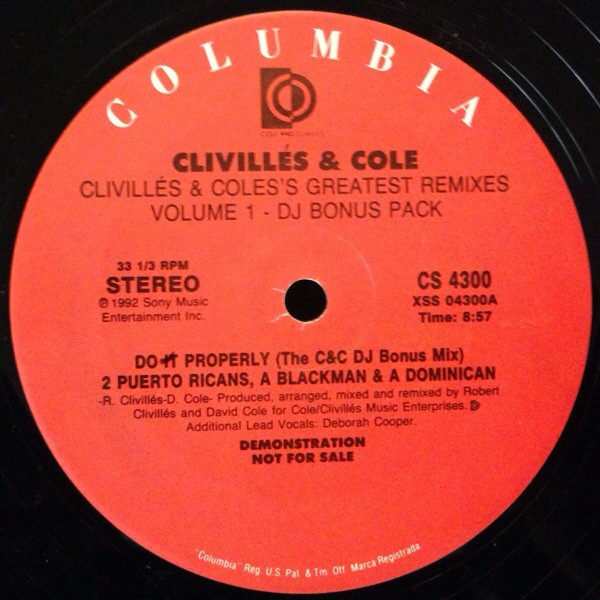 COLUMBIA
COLE AND CLIVILLÉS
CLIVILLÉS & COLE
CLIVILLÉS & COLES'S GREATEST REMIXES
VOLUME 1 - DJ BONUS PACK
33 1/3 RPM
STEREO
℗ 1992 Sony Music
Entertainment Inc.
CS 4300
XSS 04300A
Time: 8:57
DO IT PROPERLY (The C&C DJ Bonus Mix)
2 PUERTO RICANS, A BLACKMAN & A DOMINICAN
-R. Clivillés-D. Cole- Produced, arranged, mixed and remixed by Robert
Clivillés and David Cole for Cole/Clivillés Music Enterprises.
Additional Lead Vocals: Deborah Cooper.
DEMONSTRATION
NOT FOR SALE
"Columbia" Reg. U.S. Pat. & Tm. Off. Marca Registrada